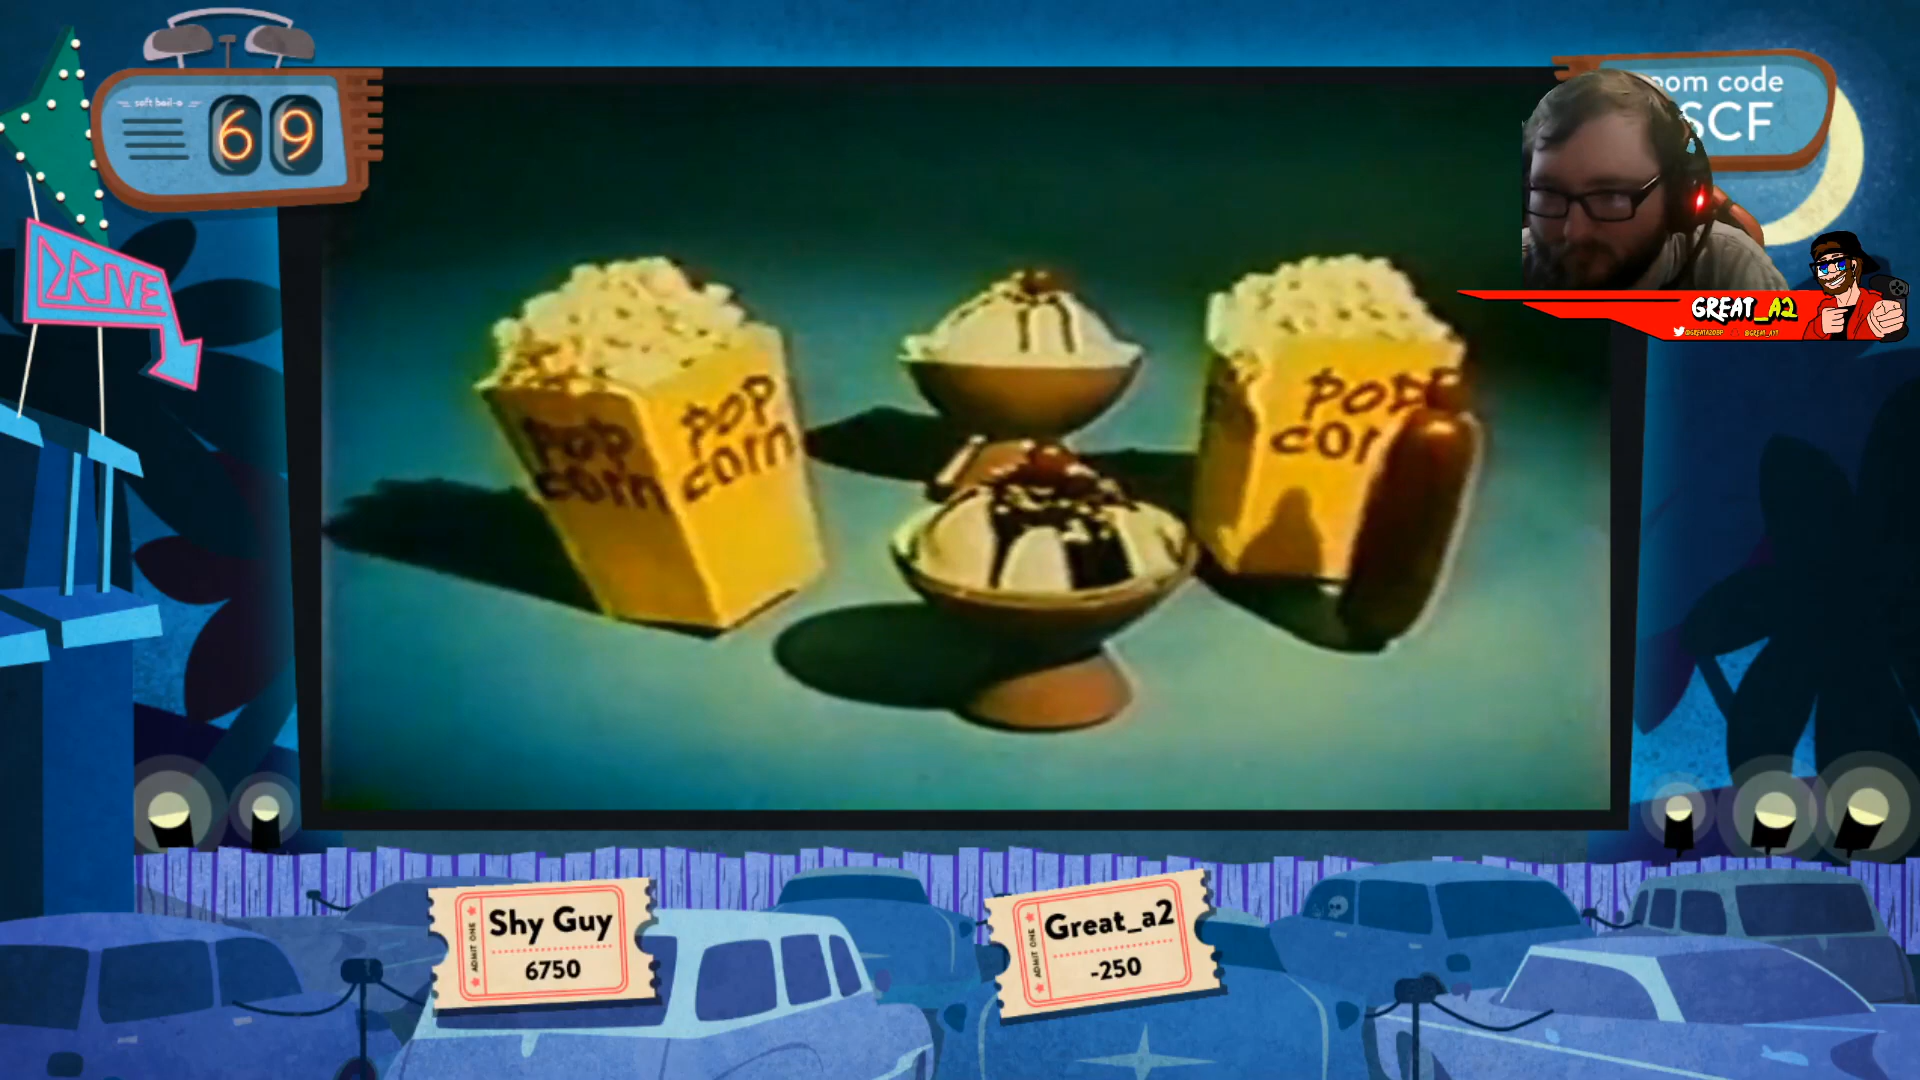 soft boil-o
69
room code
SCF
DRIVE
pop
corn
pop
corn
pop
cor
GREAT_A2
ADMIT ONE
Shy Guy
6750
ADMIT ONE
Great_a2
-250